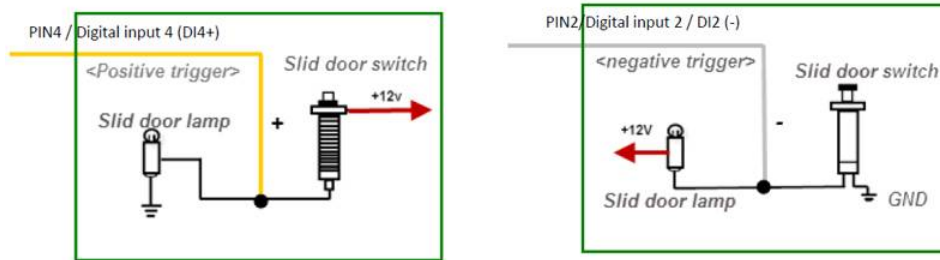 PIN4 / Digital input 4 (DI4+)
<Positive trigger>
Slid door switch
+12v
Slid door lamp
+
PIN2/Digital input 2 / DI2 (-)
<negative trigger>
Slid door switch
+12V
-
Slid door lamp
GND